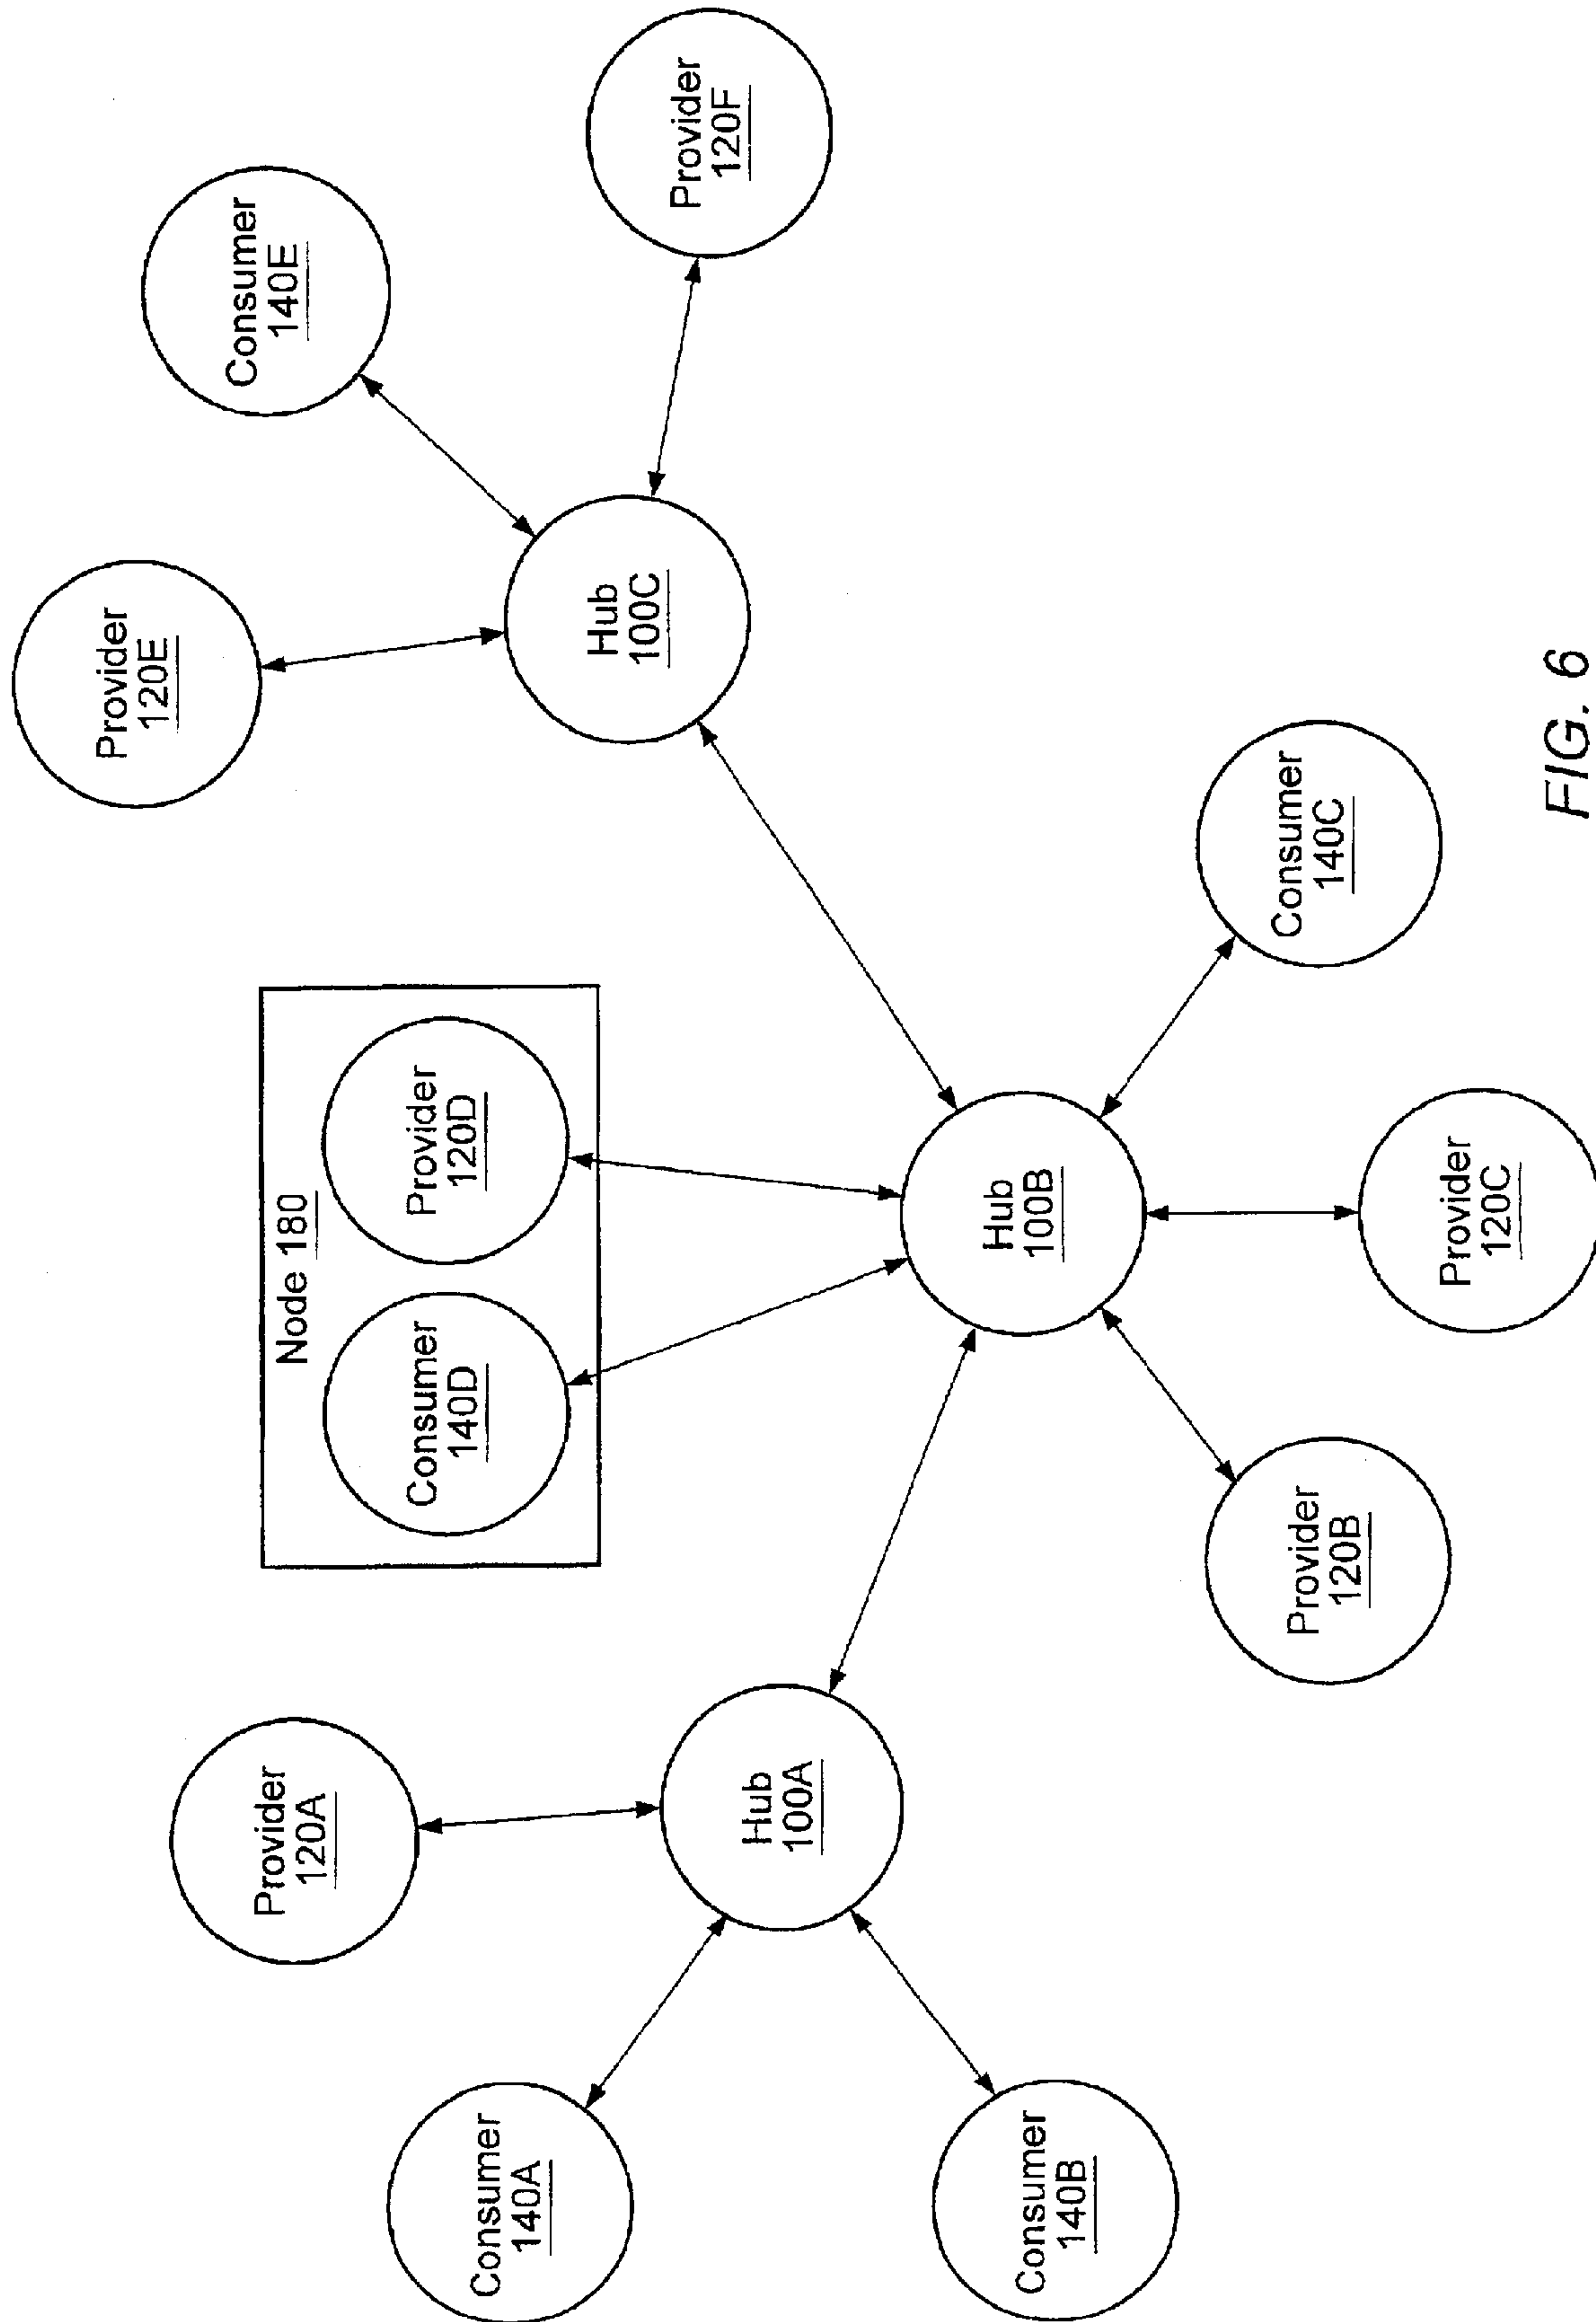 Provider
120E
Consumer
140E
Provider
120F
Hub
100C
Node 180
Consumer
140D
Provider
120D
Provider
120A
Consumer
140A
Hub
100A
Consumer
140B
Hub
100B
Provider
120B
Provider
120C
Consumer
140C
FIG. 6